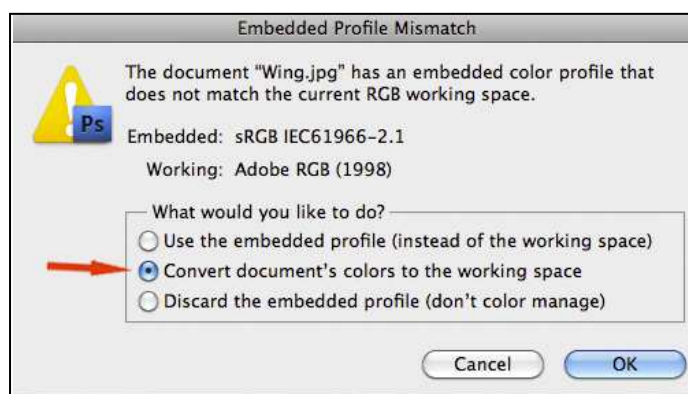 Embedded Profile Mismatch
The document “Wing.jpg” has an embedded color profile that
does not match the current RGB working space.
Ps
Embedded: sRGB IEC61966-2.1
Working: Adobe RGB (1998)
What would you like to do?
Use the embedded profile (instead of the working space)
Convert document’s colors to the working space
Discard the embedded profile (don’t color manage)
Cancel
OK